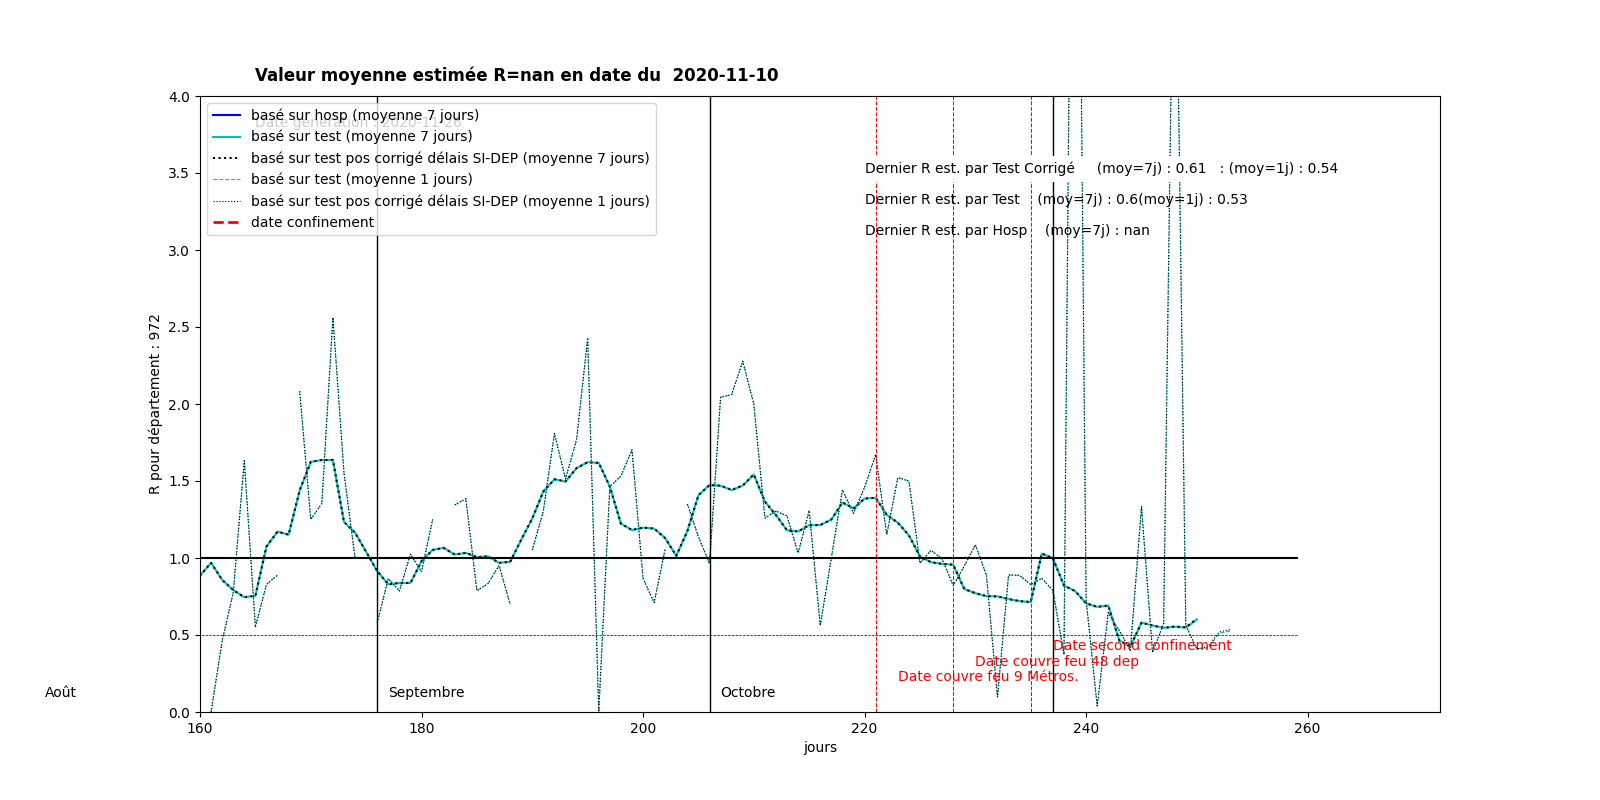 Valeur moyenne estimée R=nan en date du  2020-11-10
Date génération : 2020-11-26
basé sur hosp (moyenne 7 jours)
basé sur test (moyenne 7 jours)
basé sur test pos corrigé délais SI-DEP (moyenne 7 jours)
basé sur test (moyenne 1 jours)
basé sur test pos corrigé délais SI-DEP (moyenne 1 jours)
date confinement
Dernier R est. par Test Corrigé     (moy=7j) : 0.61   : (moy=1j) : 0.54
Dernier R est. par Test    (moy=7j) : 0.6(moy=1j) : 0.53
Dernier R est. par Hosp    (moy=7j) : nan
4.0
3.5
3.0
2.5
2.0
1.5
1.0
0.5
0.0
R pour département : 972
Date second confinement
Date couvre feu 48 dep
Date couvre feu 9 Métros.
Août
Septembre
Octobre
160
180
200
220
240
260
jours